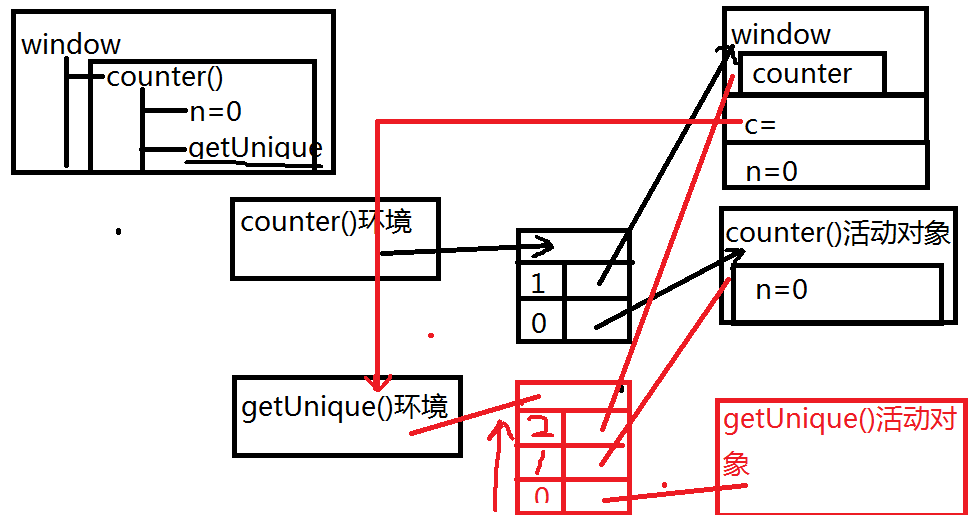 window
counter()
n=0
getUnique
window
counter
c=
n=0
counter()环境
1
0
counter()活动对象
n=0
getUnique()环境
2
1
0
getUnique()活动对
象